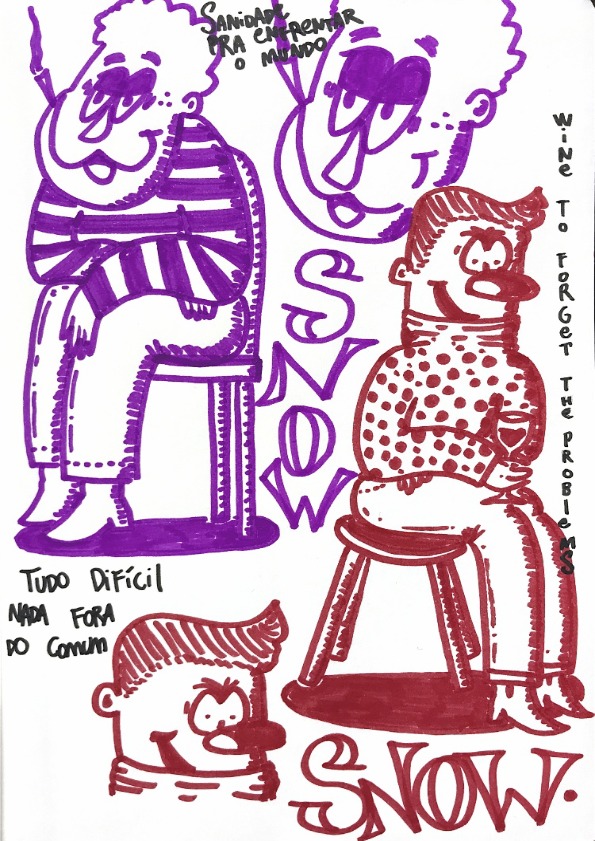 SANIDADE
PRA ENFRENTAR
O MUNDO
WINE TO FORGET THE PROBLEMS
SNOW
TUDO DIFÍCIL
NADA FORA
DO COMUM
SNOW.